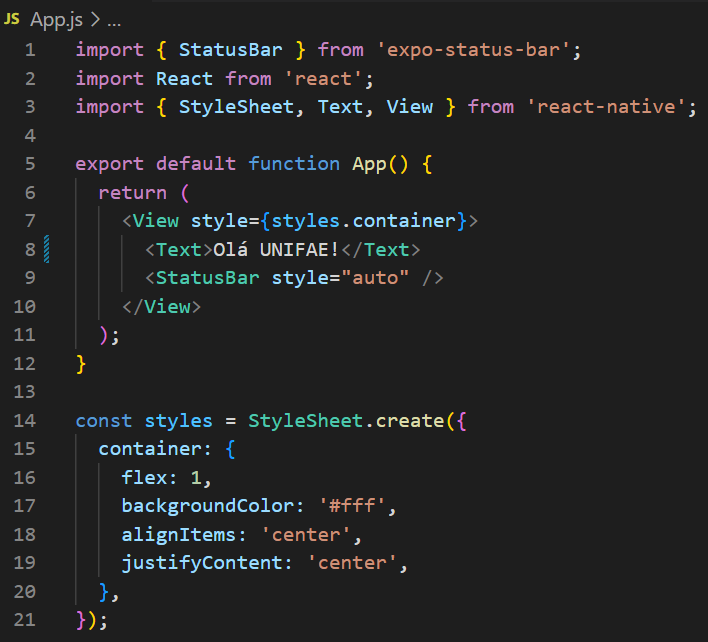 JS App.js > ...
1 import { StatusBar } from 'expo-status-bar';
2 import React from 'react';
3 import { StyleSheet, Text, View } from 'react-native';
4
5 export default function App() {
6   return (
7     <View style={styles.container}>
8       <Text>Olá UNIFAE!</Text>
9       <StatusBar style="auto" />
10     </View>
11   );
12 }
13
14 const styles = StyleSheet.create({
15   container: {
16     flex: 1,
17     backgroundColor: '#fff',
18     alignItems: 'center',
19     justifyContent: 'center',
20   },
21 });